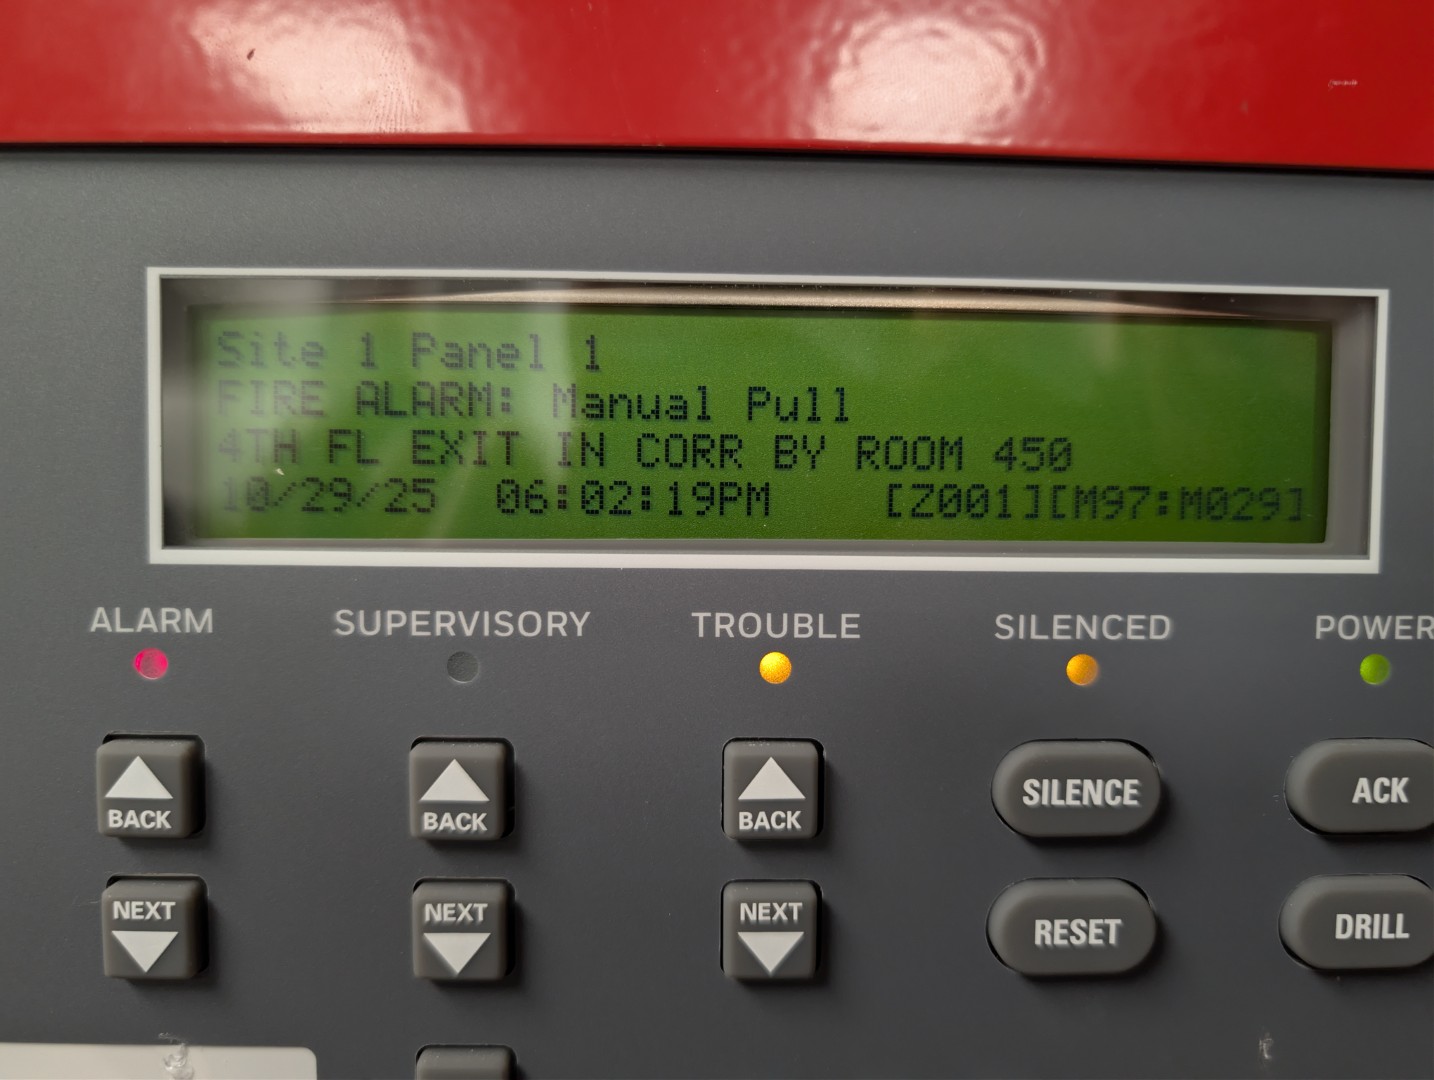 Site 1 Panel 1
FIRE ALARM: Manual Pull
4TH FL EXIT IN CORR BY ROOM 450
10/29/25 06:02:19PM [Z001][M97:M029]
ALARM SUPERVISORY TROUBLE SILENCED POWER
BACK BACK BACK SILENCE ACK
NEXT NEXT NEXT RESET DRILL